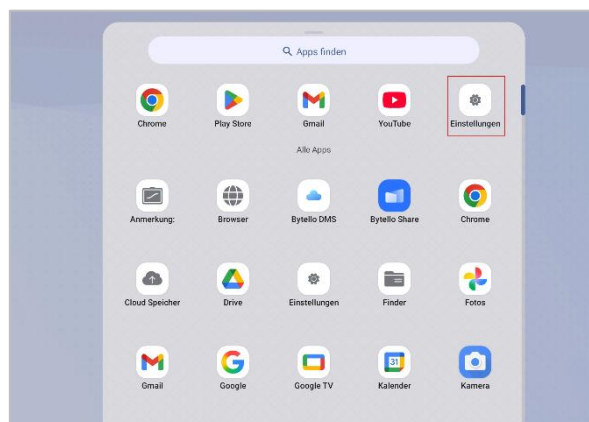 Apps finden
Chrome Play Store Gmail YouTube Einstellungen
Alle Apps
Anmerkung: Browser Bytello DMS Bytello Share Chrome
Cloud Speicher Drive Einstellungen Finder Fotos
31
Gmail Google Google TV Kalender Kamera